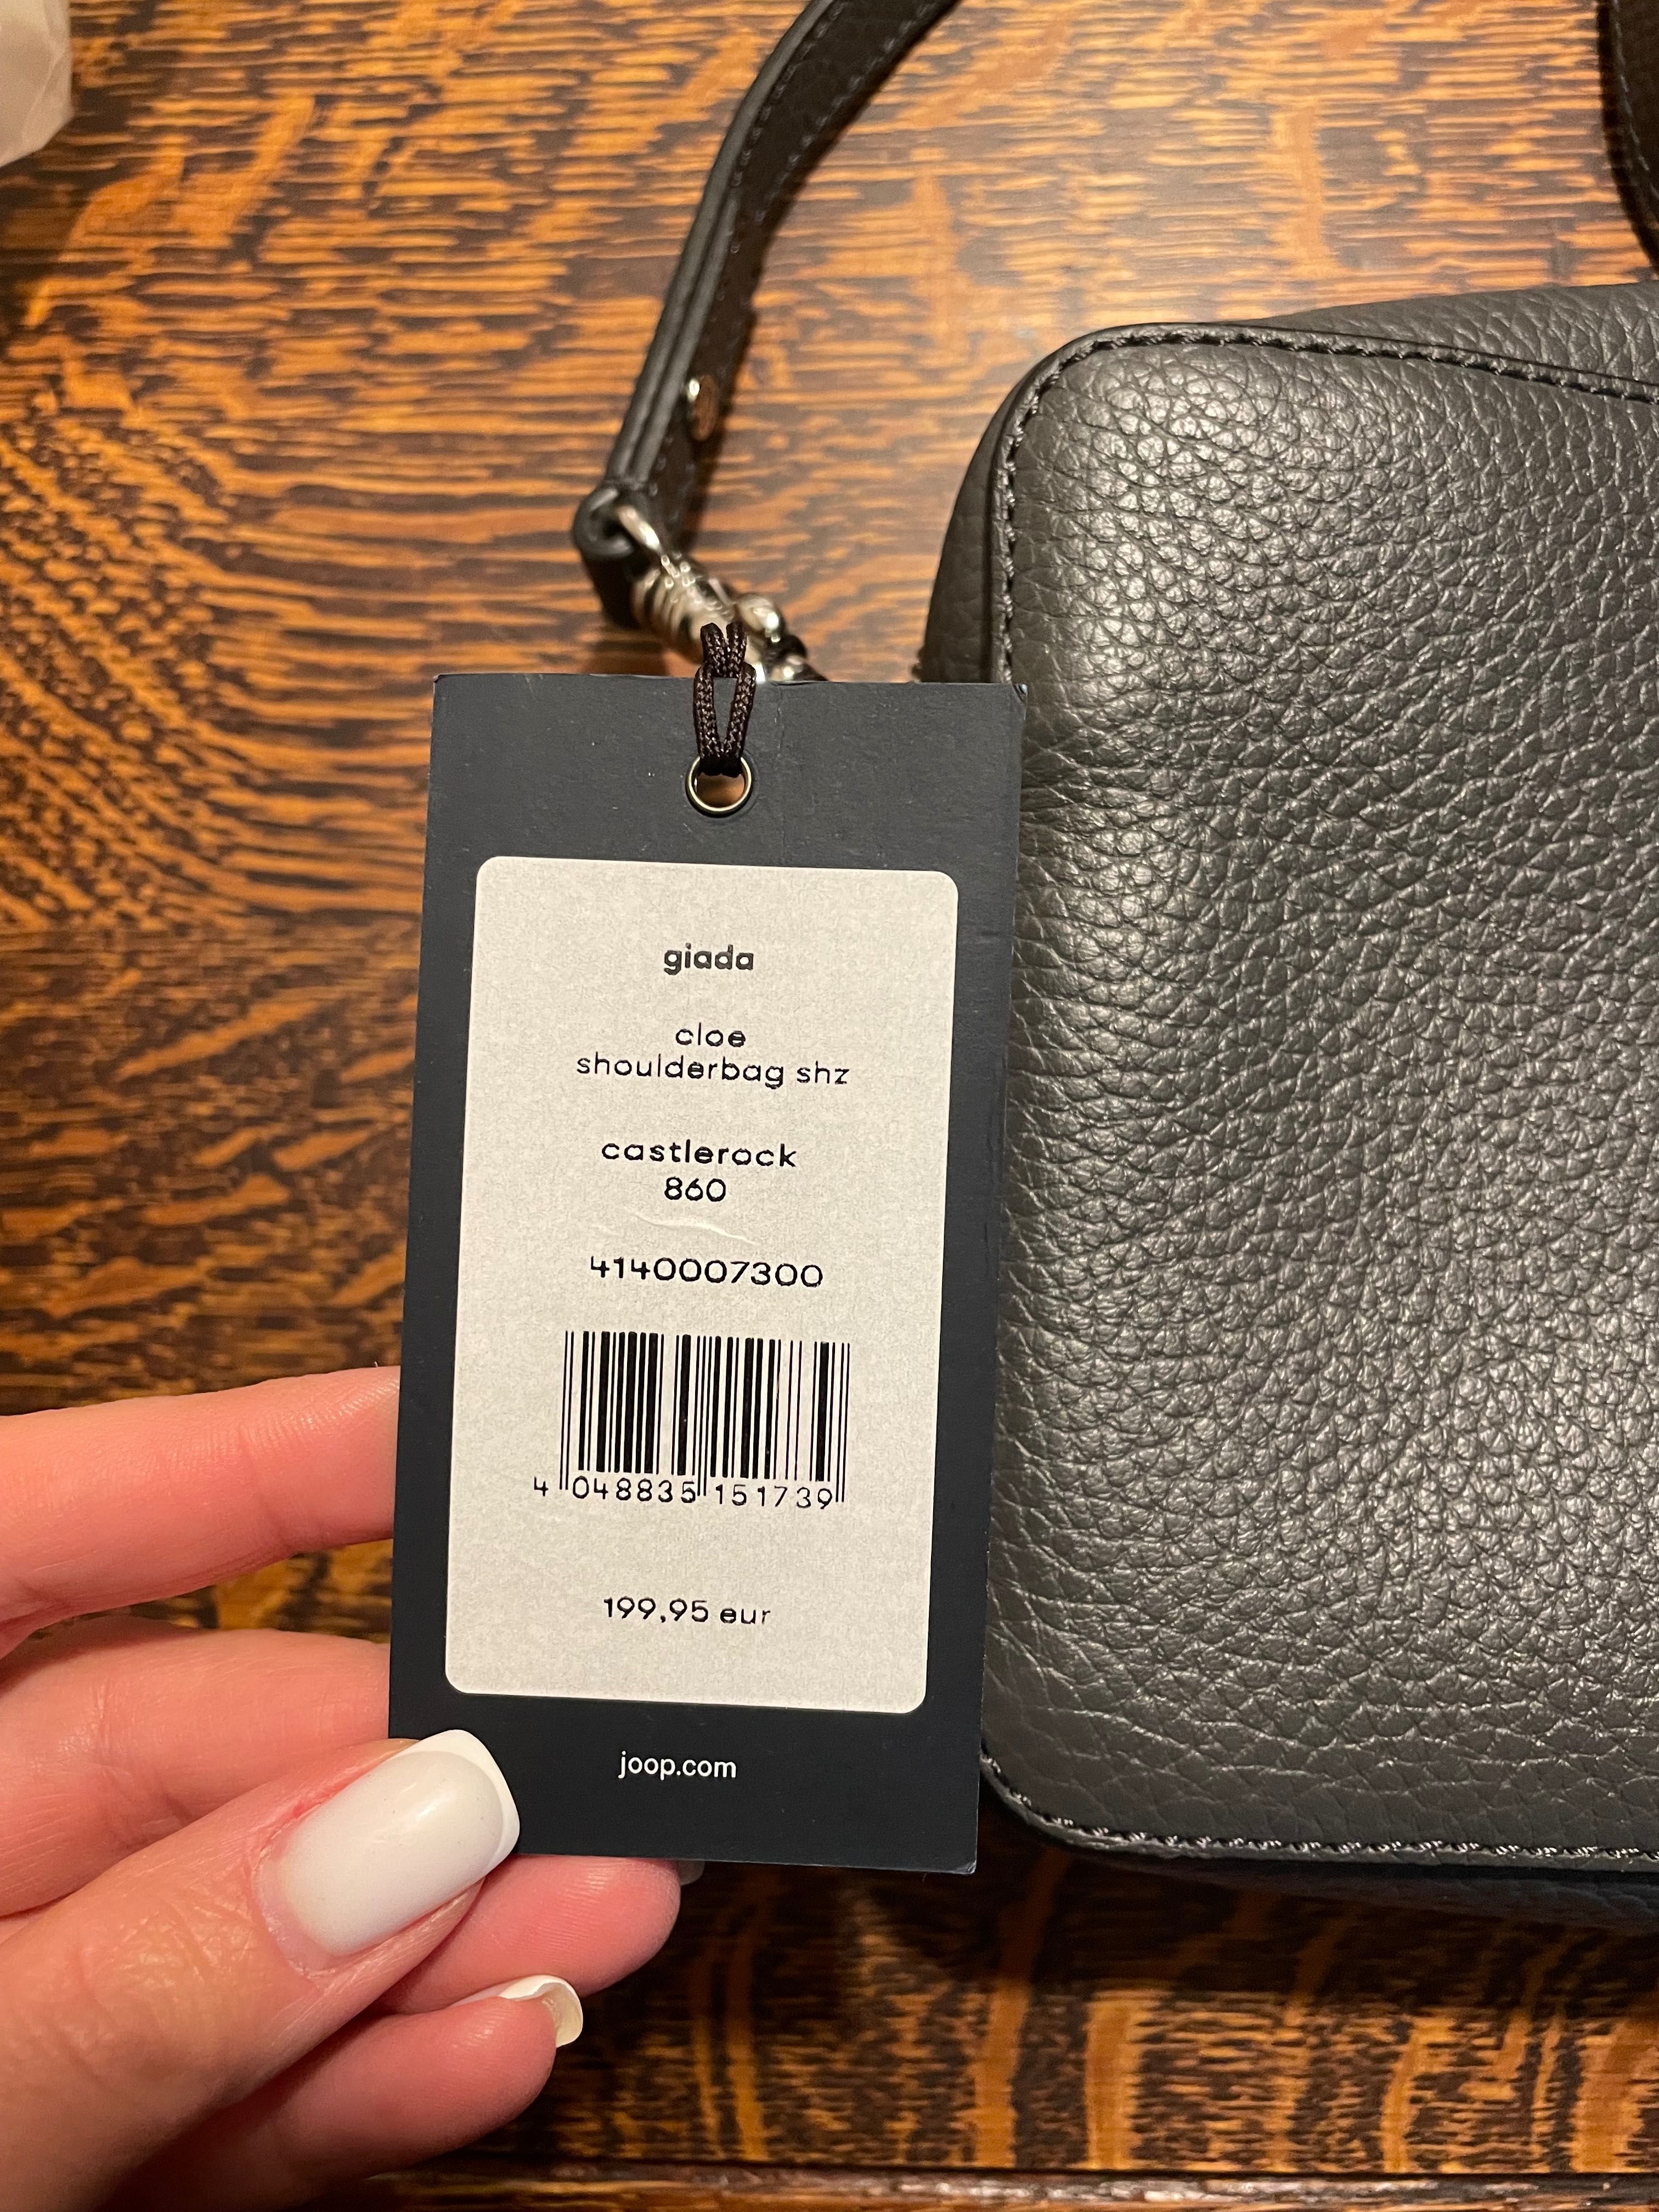 giada
cloe
shoulderbag shz
castlerock
860
4140007300
4 048835 151739
199,95 eur
joop.com